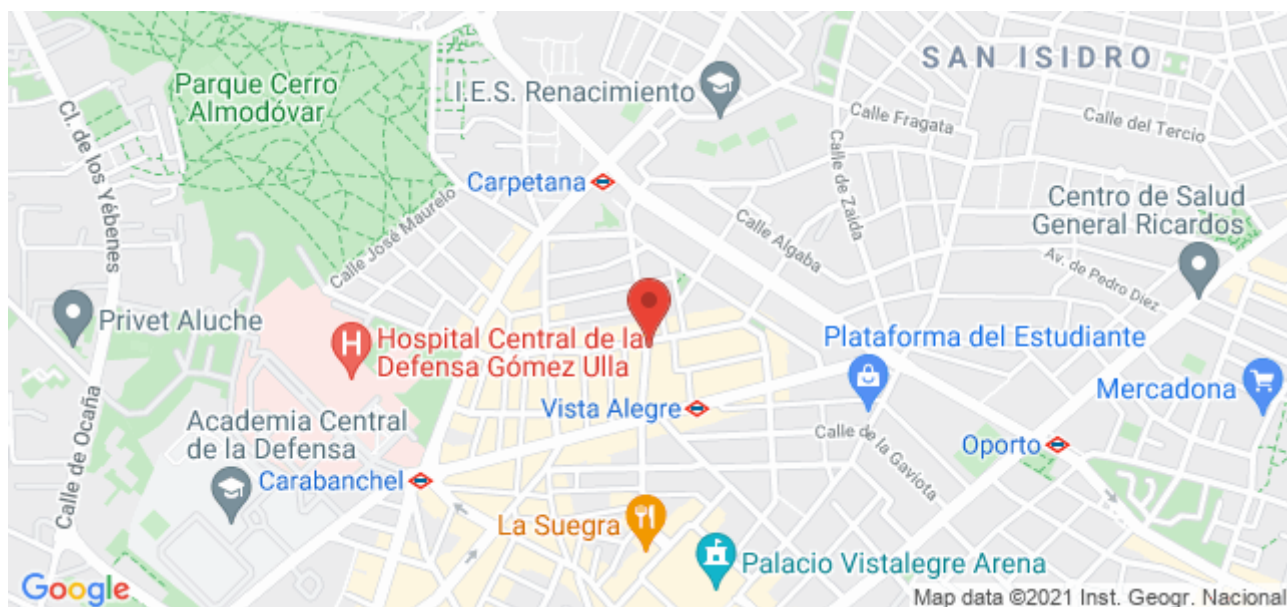 SAN ISIDRO
Parque Cerro
Almodóvar
I.E.S. Renacimiento
Calle Fragata
Calle del Tercio
Cl. de los Yébenes
Calle de Zaida
Carpetana
Calle José Maurelo
Calle Algaba
Centro de Salud
General Ricardos
Av. de Pedro Díez
Privet Aluche
H
Hospital Central de la
Defensa Gómez Ulla
Plataforma del Estudiante
Mercadona
Calle de Ocaña
Academia Central
de la Defensa
Vista Alegre
Calle de la Gaviota
Oporto
Carabanchel
La Suegra
Palacio Vistalegre Arena
Google
Map data ©2021 Inst. Geogr. Nacional